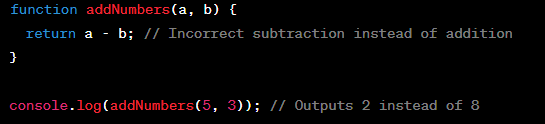 function addNumbers(a, b) {
  return a - b; // Incorrect subtraction instead of addition
}

console.log(addNumbers(5, 3)); // Outputs 2 instead of 8